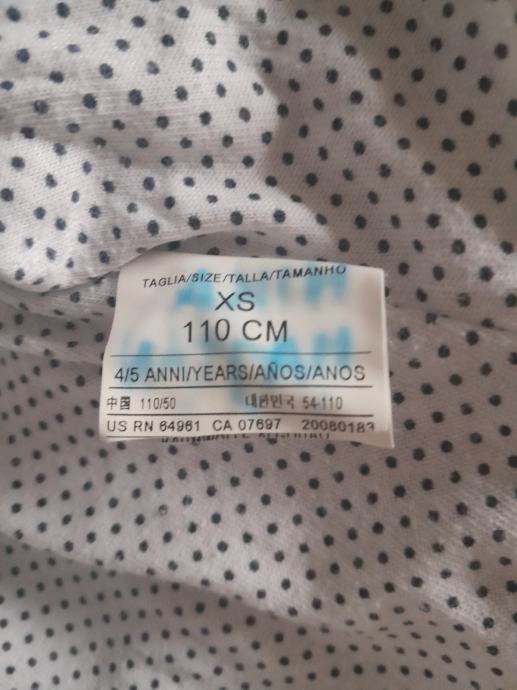 TAGLIA/SIZE/TALLA/TAMANHO
XS
110 CM
4/5 ANNI/YEARS/AÑOS/ANOS
中国 110/50 대한민국 54-110
US RN 64961 CA 07697 20080183